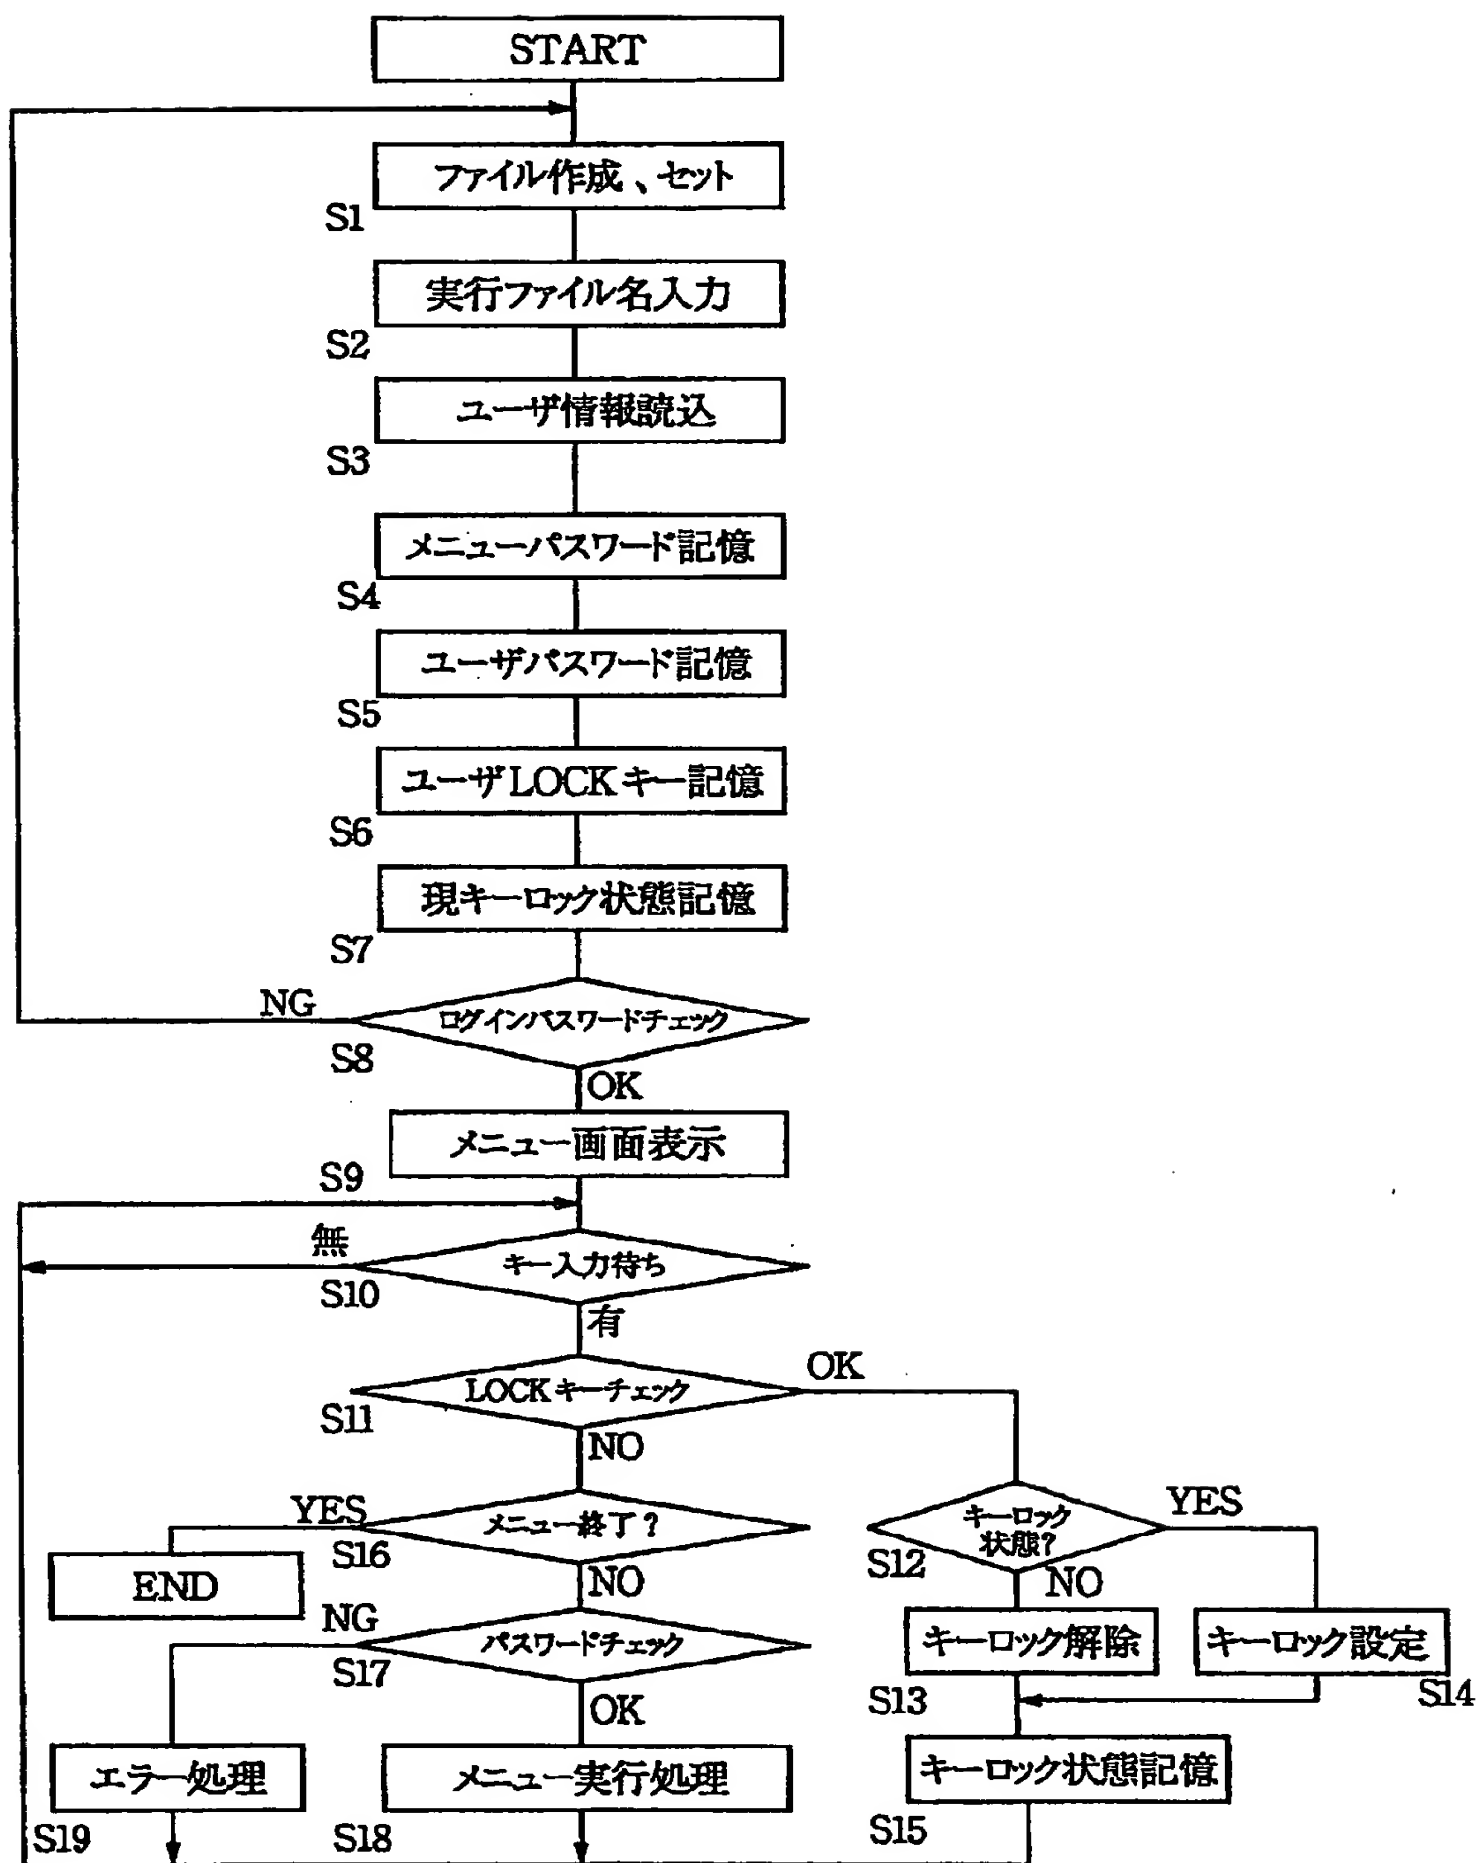 START
ファイル作成、セット
S1
実行ファイル名入力
S2
ユーザ情報読込
S3
メニューパスワード記憶
S4
ユーザパスワード記憶
S5
ユーザLOCKキー記憶
S6
現キーロック状態記憶
S7
NG
ログインパスワードチェック
S8
OK
メニュー画面表示
S9
無
キー入力待ち
S10
有
LOCKキーチェック
OK
S11
NO
YES
メニュー終了?
S16
END
NO
キーロック
状態?
YES
S12
NO
NG
パスワードチェック
S17
キーロック解除
キーロック設定
S13
S14
OK
エラー処理
メニュー実行処理
キーロック状態記憶
S19
S18
S15